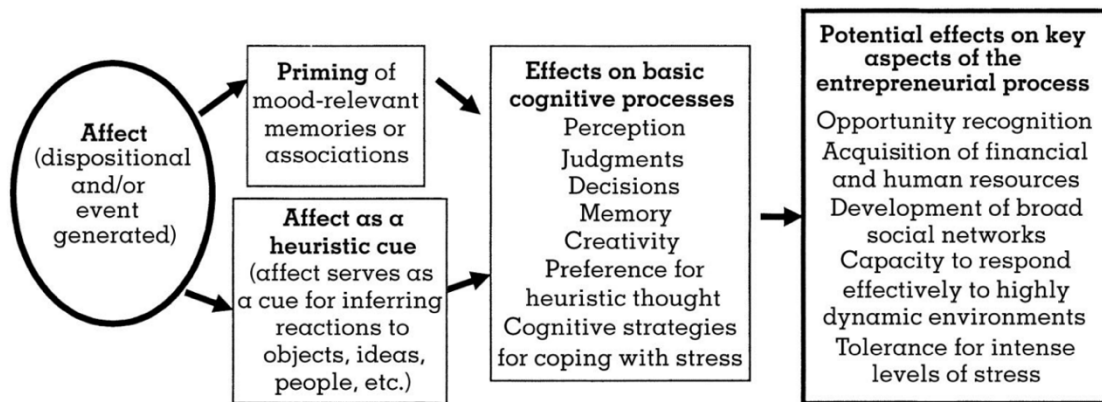 Affect
(dispositional
and/or
event
generated)
Priming of
mood-relevant
memories or
associations
Affect as a
heuristic cue
(affect serves as
a cue for inferring
reactions to
objects, ideas,
people, etc.)
Effects on basic
cognitive processes
Perception
Judgments
Decisions
Memory
Creativity
Preference for
heuristic thought
Cognitive strategies
for coping with stress
Potential effects on key
aspects of the
entrepreneurial process
Opportunity recognition
Acquisition of financial
and human resources
Development of broad
social networks
Capacity to respond
effectively to highly
dynamic environments
Tolerance for intense
levels of stress